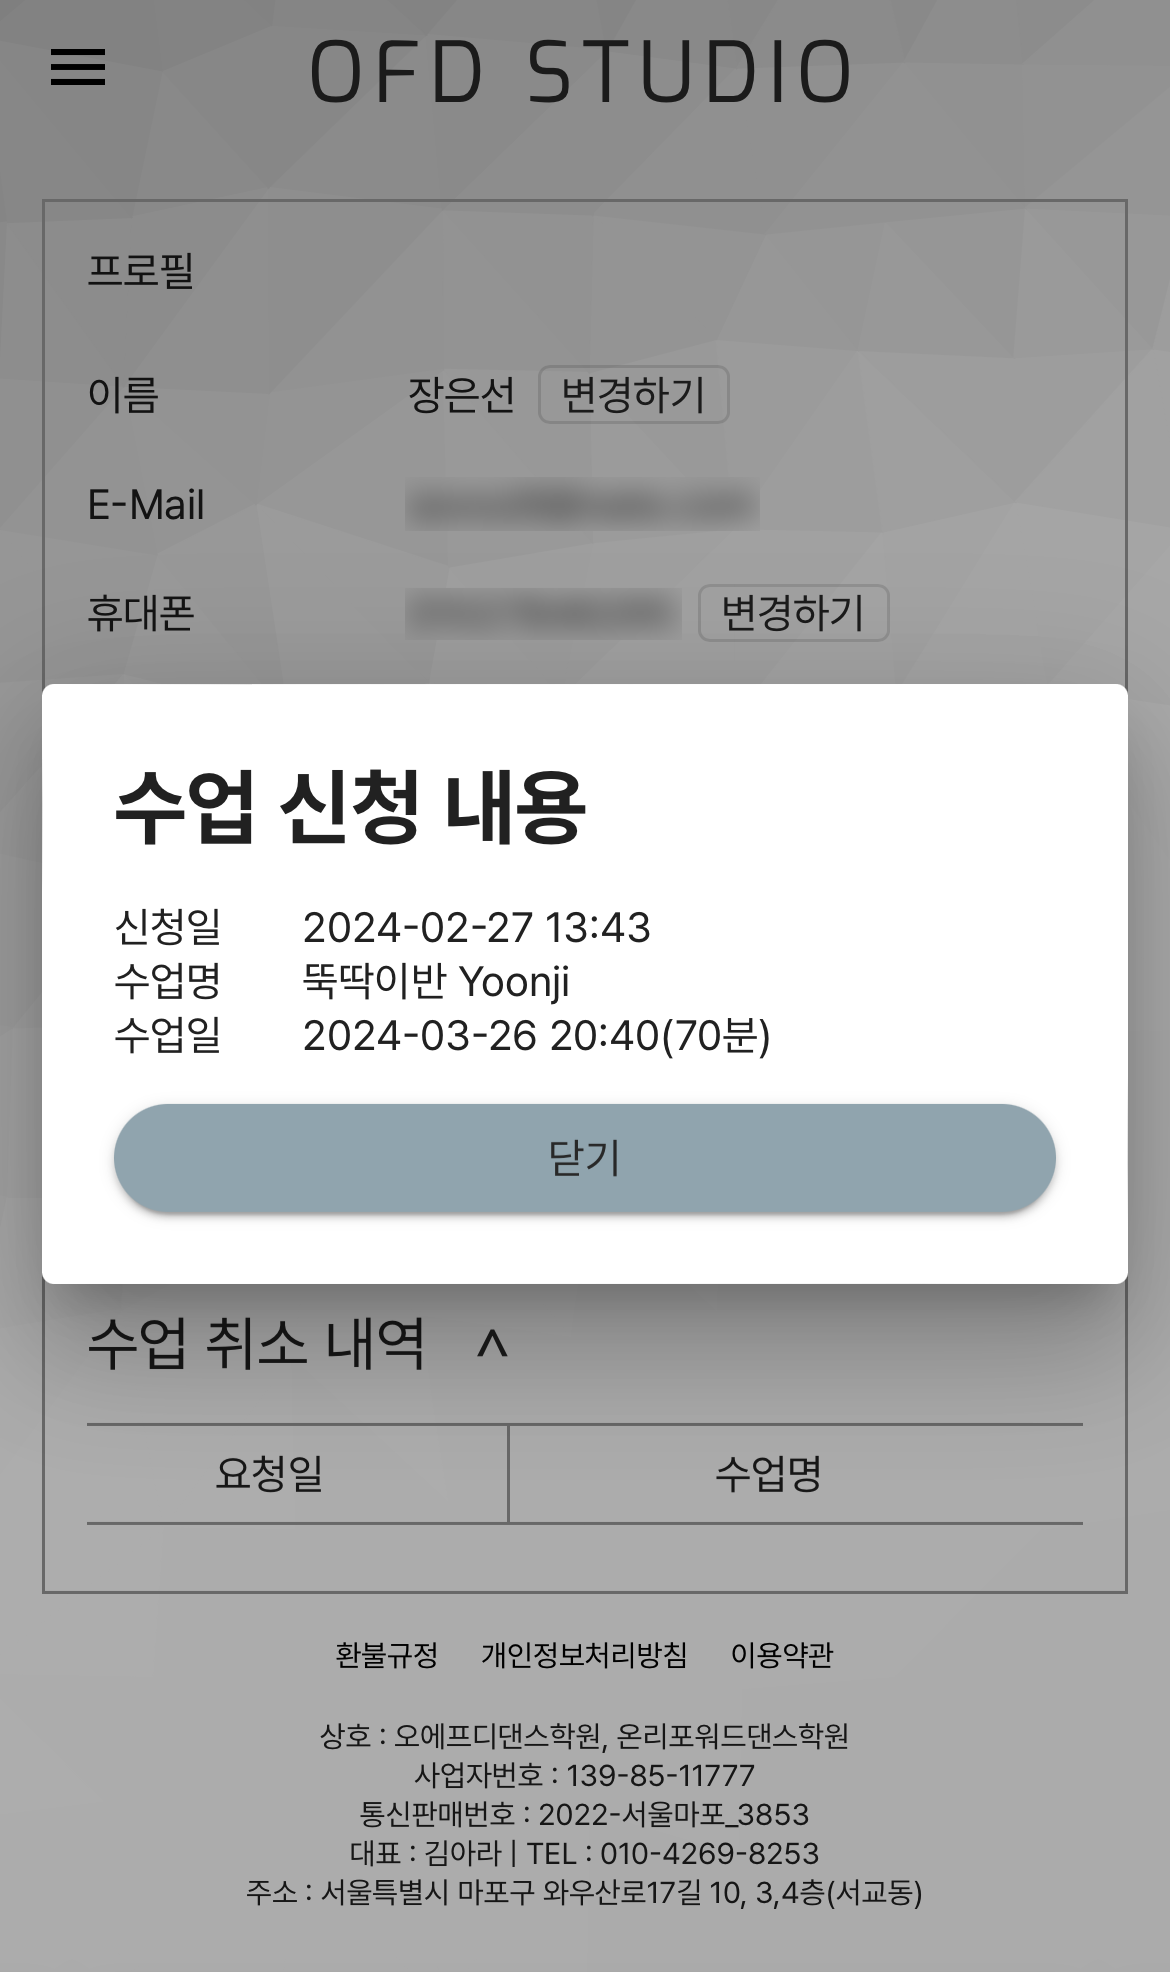 OFD STUDIO
프로필
이름 장은선 변경하기
E-Mail
휴대폰 변경하기
수업 신청 내용
신청일 2024-02-27 13:43
수업명 뚝딱이반 Yoonji
수업일 2024-03-26 20:40(70분)
닫기
수업 취소 내역 ^
요청일 수업명
환불규정 개인정보처리방침 이용약관
상호 : 오에프디댄스학원, 온리포워드댄스학원
사업자번호 : 139-85-11777
통신판매번호 : 2022-서울마포_3853
대표 : 김아라 | TEL : 010-4269-8253
주소 : 서울특별시 마포구 와우산로17길 10, 3,4층(서교동)